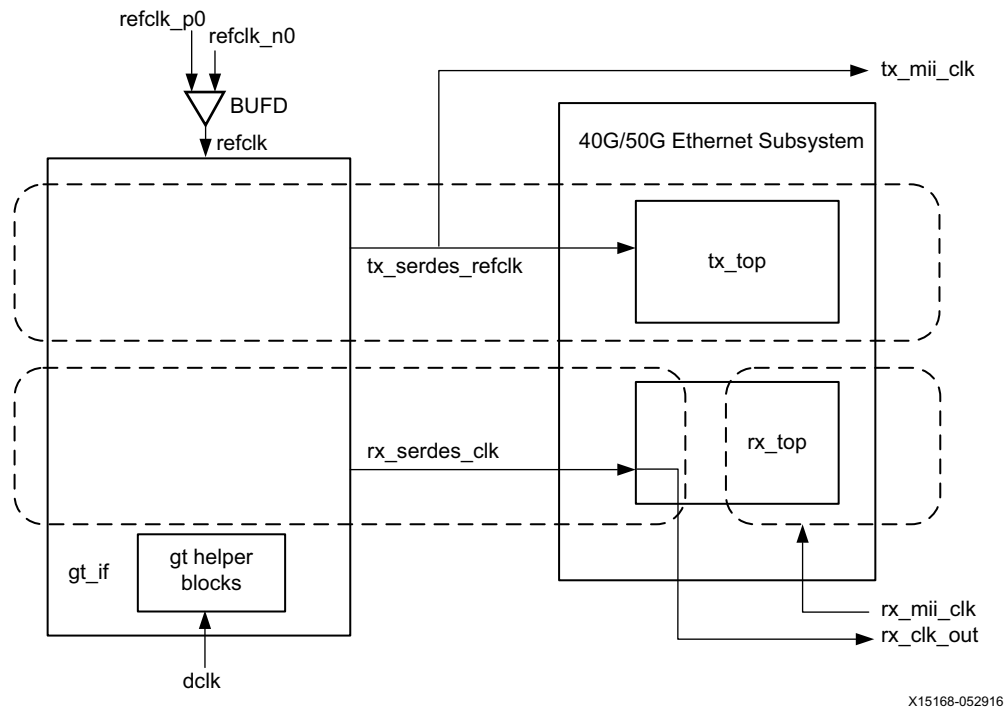 refclk_p0
refclk_n0
BUFD
refclk
tx_mii_clk
40G/50G Ethernet Subsystem
tx_serdes_refclk
tx_top
rx_serdes_clk
rx_top
gt_if
gt helper
blocks
dclk
rx_mii_clk
rx_clk_out
X15168-052916